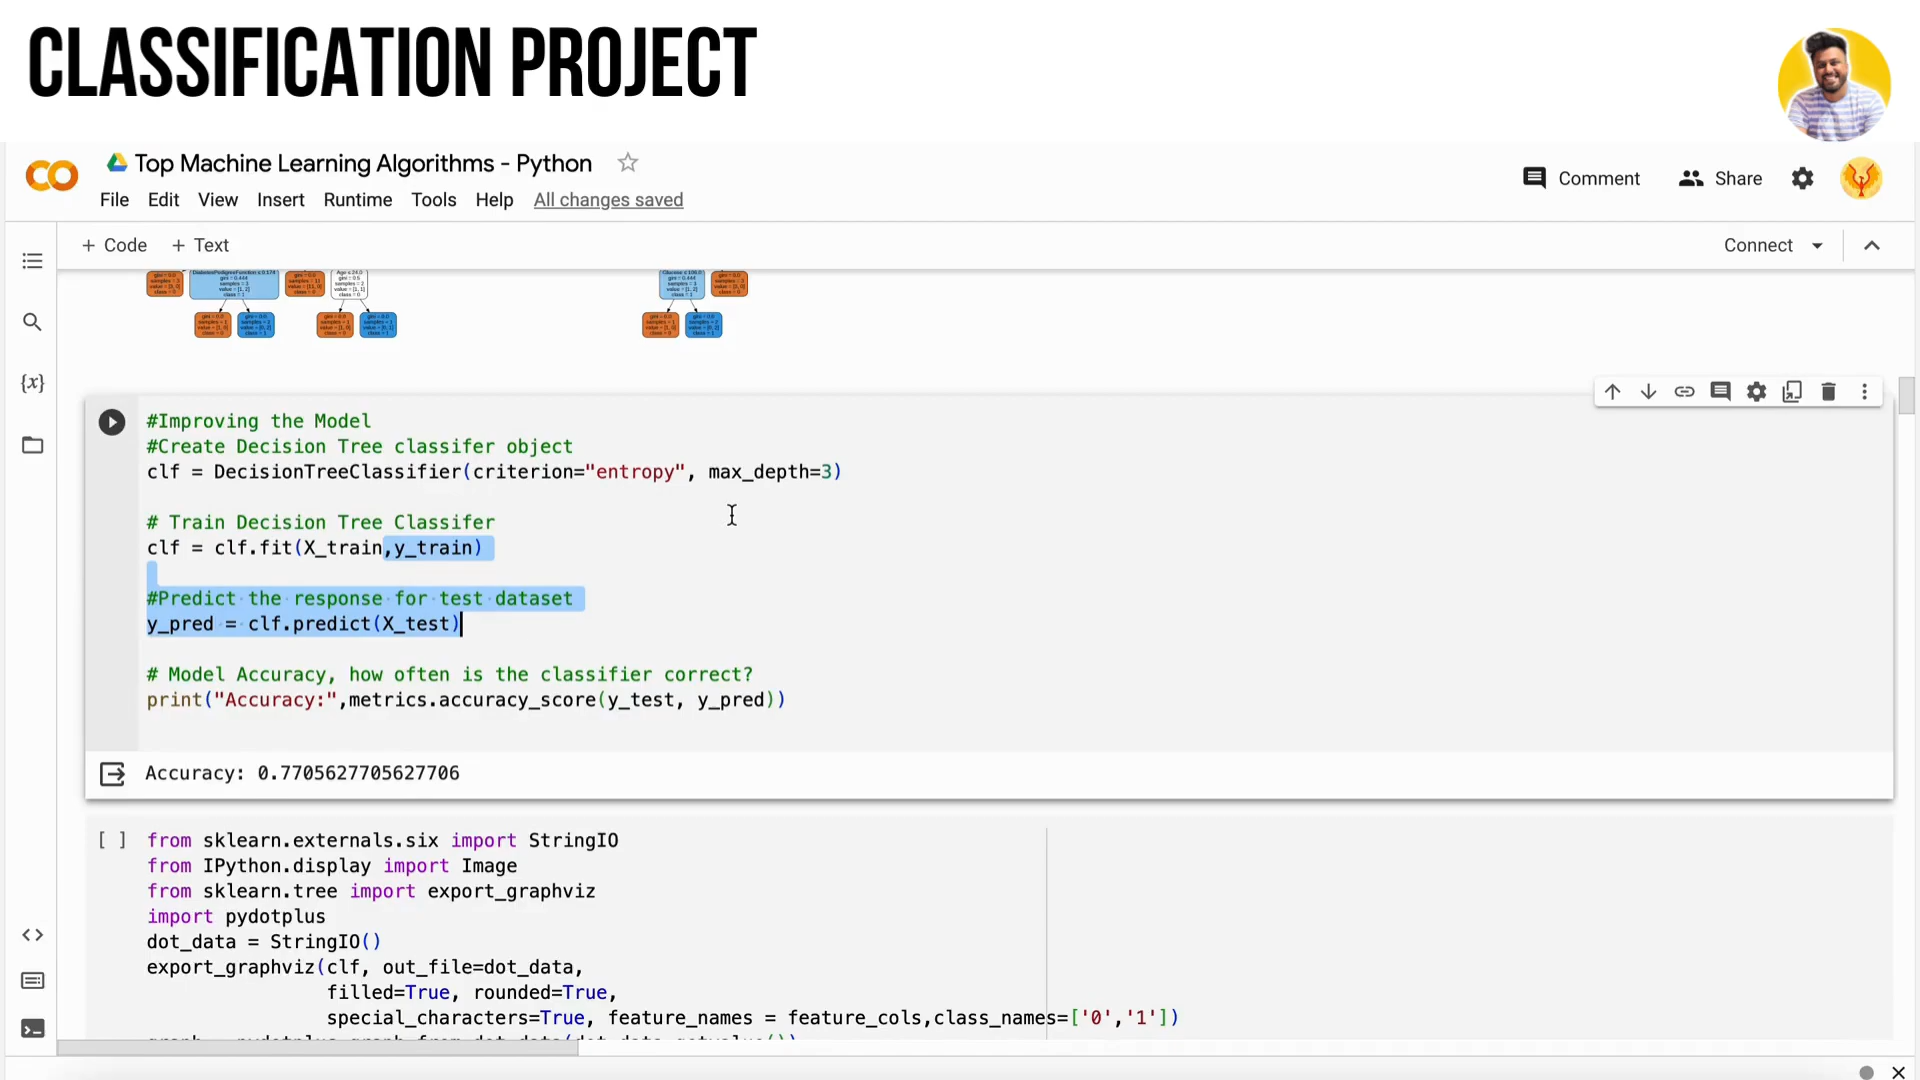 CLASSIFICATION PROJECT
Top Machine Learning Algorithms - Python
File Edit View Insert Runtime Tools Help All changes saved
Comment Share
+ Code + Text
Connect
{x}
#Improving the Model
#Create Decision Tree classifer object
clf = DecisionTreeClassifier(criterion="entropy", max_depth=3)
# Train Decision Tree Classifer
clf = clf.fit(X_train,y_train)
#Predict the response for test dataset
y_pred = clf.predict(X_test)
# Model Accuracy, how often is the classifier correct?
print("Accuracy:",metrics.accuracy_score(y_test, y_pred))
Accuracy: 0.7705627705627706
[ ] from sklearn.externals.six import StringIO
from IPython.display import Image
from sklearn.tree import export_graphviz
import pydotplus
dot_data = StringIO()
export_graphviz(clf, out_file=dot_data,
filled=True, rounded=True,
special_characters=True, feature_names = feature_cols,class_names=['0','1'])